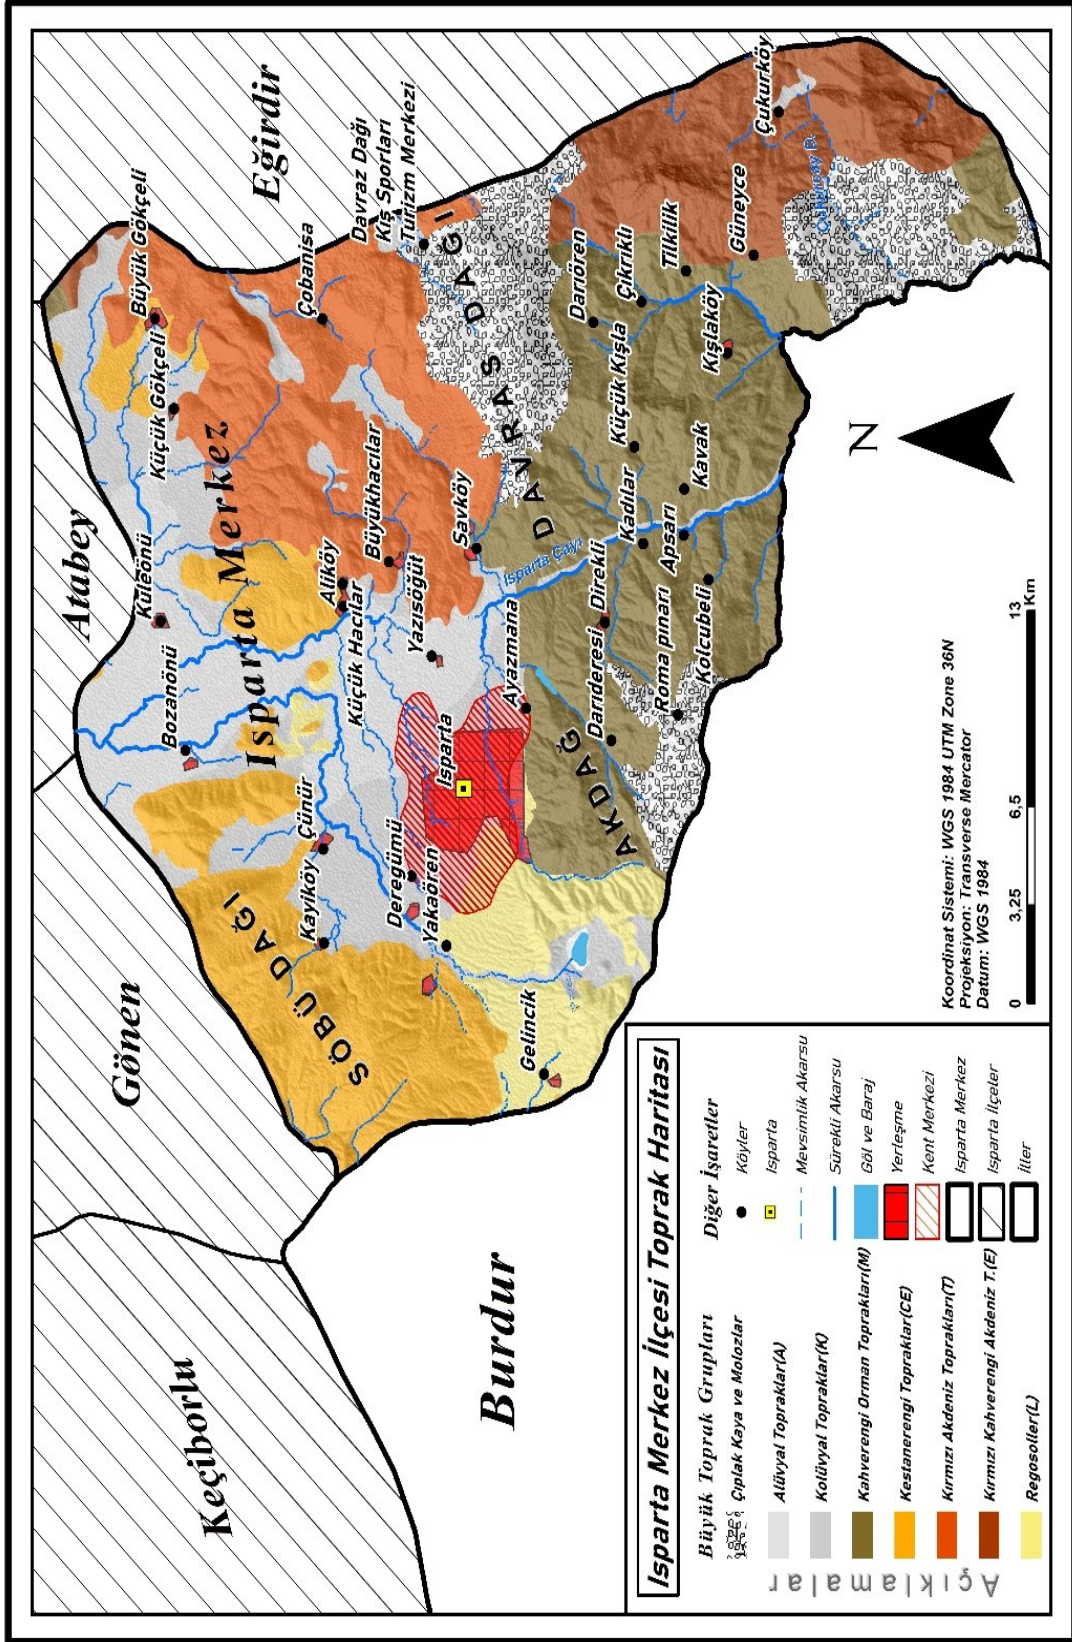 Keçiborlu
Gönen
Atabey
Eğirdir
Burdur
Isparta Merkez
Büyük Gökçeli
Küçük Gökçeli
Kuleönü
Bozanönü
Çobanisa
Davraz Dağı
Kış Sporları
Turizm Merkezi
Büyükhacılar
Aliköy
Küçük Hacılar
Yazısöğüt
Savköy
Çünür
Kayıköy
SÖBÜ DAĞI
Deregümü
Yakaören
Isparta
Ayazmana
Gelincik
DAVRAS DAĞI
Isparta Çayı
AKDAĞ
Darıderesi
Direkli
Roma pınarı
Kolcubeli
Apsarı
Kadılar
Kavak
Küçük Kışla
Darıören
Çıkrıklı
Tilkilik
Kışlaköy
Güneyce
Çukurköy
N
Koordinat Sistemi: WGS 1984 UTM Zone 36N
Projeksiyon: Transverse Mercator
Datum: WGS 1984
0 3,25 6,5 13 Km
Isparta Merkez İlçesi Toprak Haritası
Açıklamalar
Büyük Toprak Grupları
Çıplak Kaya ve Molozlar
Alüvyal Topraklar(A)
Kolüvyal Topraklar(K)
Kahverengi Orman Toprakları(M)
Kestanerengi Topraklar(CE)
Kırmızı Akdeniz Toprakları(T)
Kırmızı Kahverengi Akdeniz T.(E)
Regosoller(L)
Diğer İşaretler
Köyler
Isparta
Mevsimlik Akarsu
Sürekli Akarsu
Göl ve Baraj
Yerleşme
Kent Merkezi
Isparta Merkez
Isparta İlçeler
İller